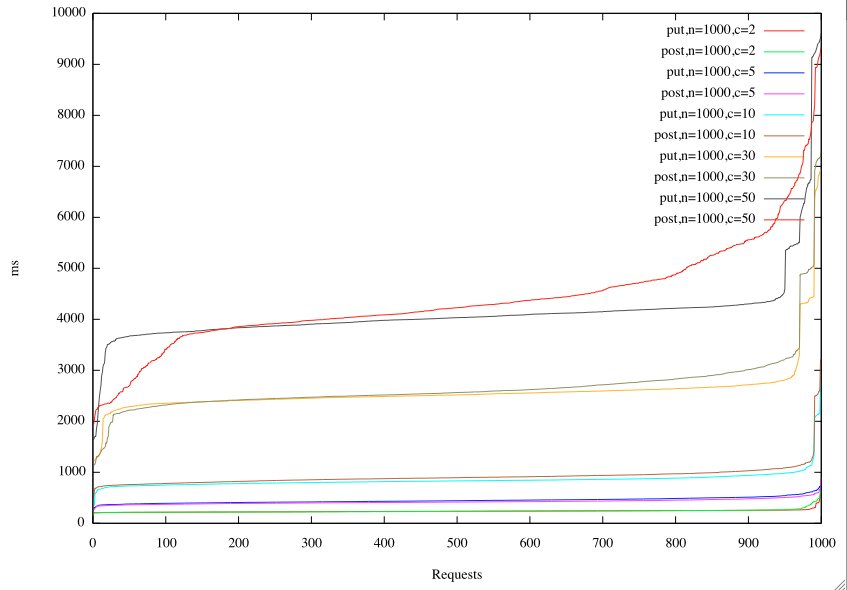 10000
9000
8000
7000
6000
5000
4000
3000
2000
1000
0
ms
put,n=1000,c=2
post,n=1000,c=2
put,n=1000,c=5
post,n=1000,c=5
put,n=1000,c=10
post,n=1000,c=10
put,n=1000,c=30
post,n=1000,c=30
put,n=1000,c=50
post,n=1000,c=50
0 100 200 300 400 500 600 700 800 900 1000
Requests